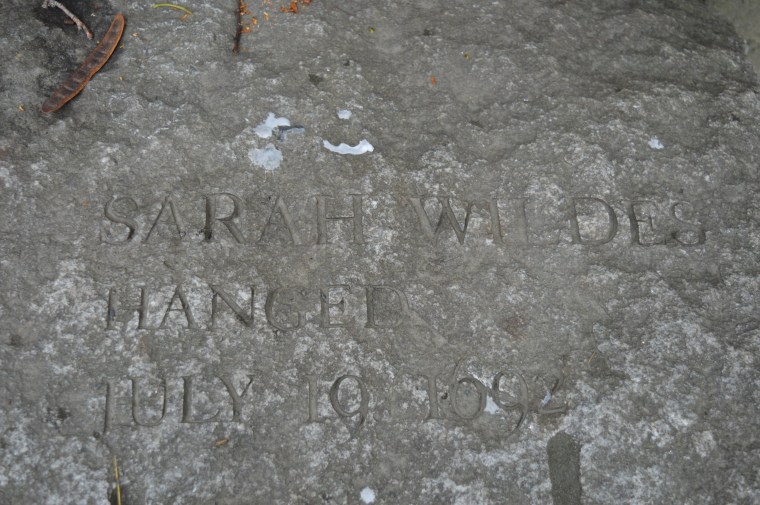 SARAH WILDES
HANGED
JULY 19 1692